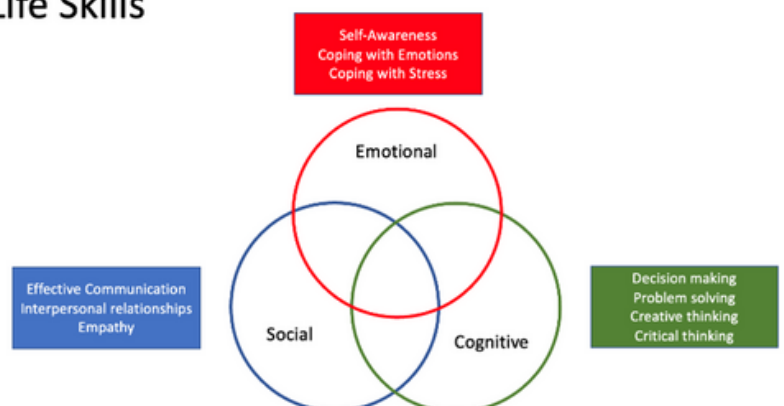 Life Skills
Self-Awareness
Coping with Emotions
Coping with Stress
Emotional
Effective Communication
Interpersonal relationships
Empathy
Social
Cognitive
Decision making
Problem solving
Creative thinking
Critical thinking